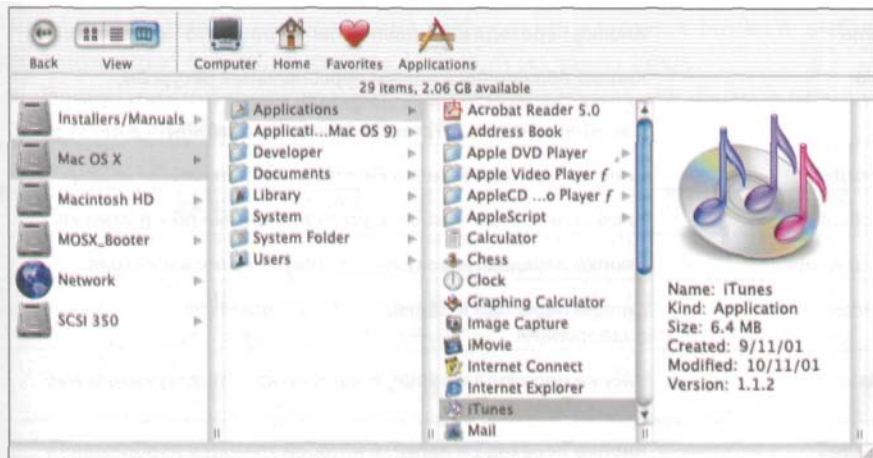 Back
View
Computer
Home
Favorites
Applications
29 items, 2.06 GB available
Installers/Manuals
Mac OS X
Macintosh HD
MOSX_Booter
Network
SCSI 350
Applications
Applicati...Mac OS 9)
Developer
Documents
Library
System
System Folder
Users
Acrobat Reader 5.0
Address Book
Apple DVD Player
Apple Video Player ƒ
AppleCD ...o Player ƒ
AppleScript
Calculator
Chess
Clock
Graphing Calculator
Image Capture
iMovie
Internet Connect
Internet Explorer
iTunes
Mail
Name: iTunes
Kind: Application
Size: 6.4 MB
Created: 9/11/01
Modified: 10/11/01
Version: 1.1.2